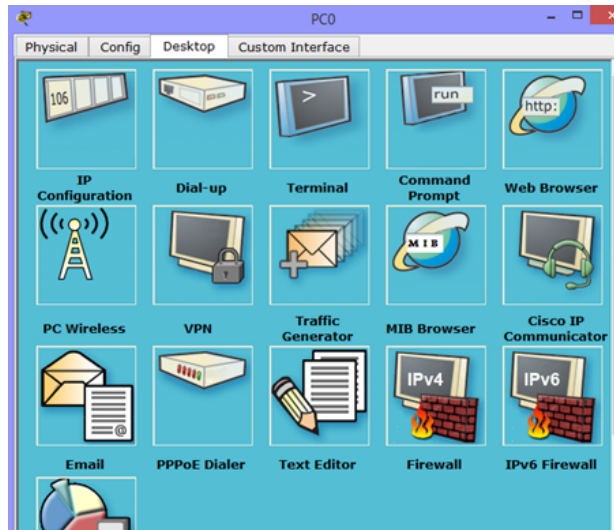 PC0
Physical Config Desktop Custom Interface
106
>
run
http:
IP Configuration
Dial-up
Terminal
Command Prompt
Web Browser
MIB
PC Wireless
VPN
Traffic Generator
MIB Browser
Cisco IP Communicator
@
IPv4
IPv6
Email
PPPoE Dialer
Text Editor
Firewall
IPv6 Firewall